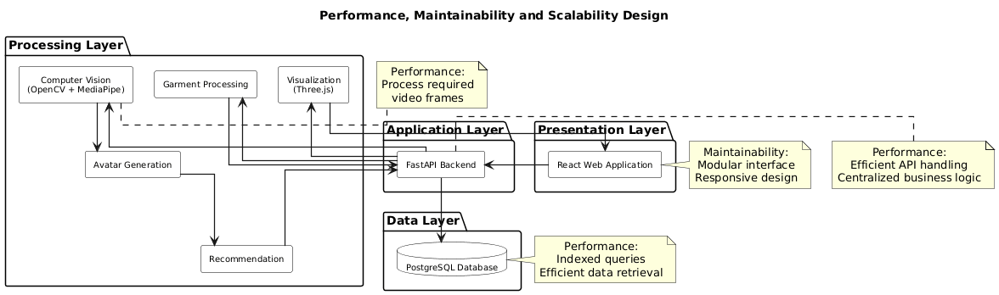 Performance, Maintainability and Scalability Design
Processing Layer
Computer Vision
(OpenCV + MediaPipe)
Garment Processing
Visualization
(Three.js)
Avatar Generation
Recommendation
Performance:
Process required
video frames
Application Layer
FastAPI Backend
Presentation Layer
React Web Application
Maintainability:
Modular interface
Responsive design
Performance:
Efficient API handling
Centralized business logic
Data Layer
PostgreSQL Database
Performance:
Indexed queries
Efficient data retrieval